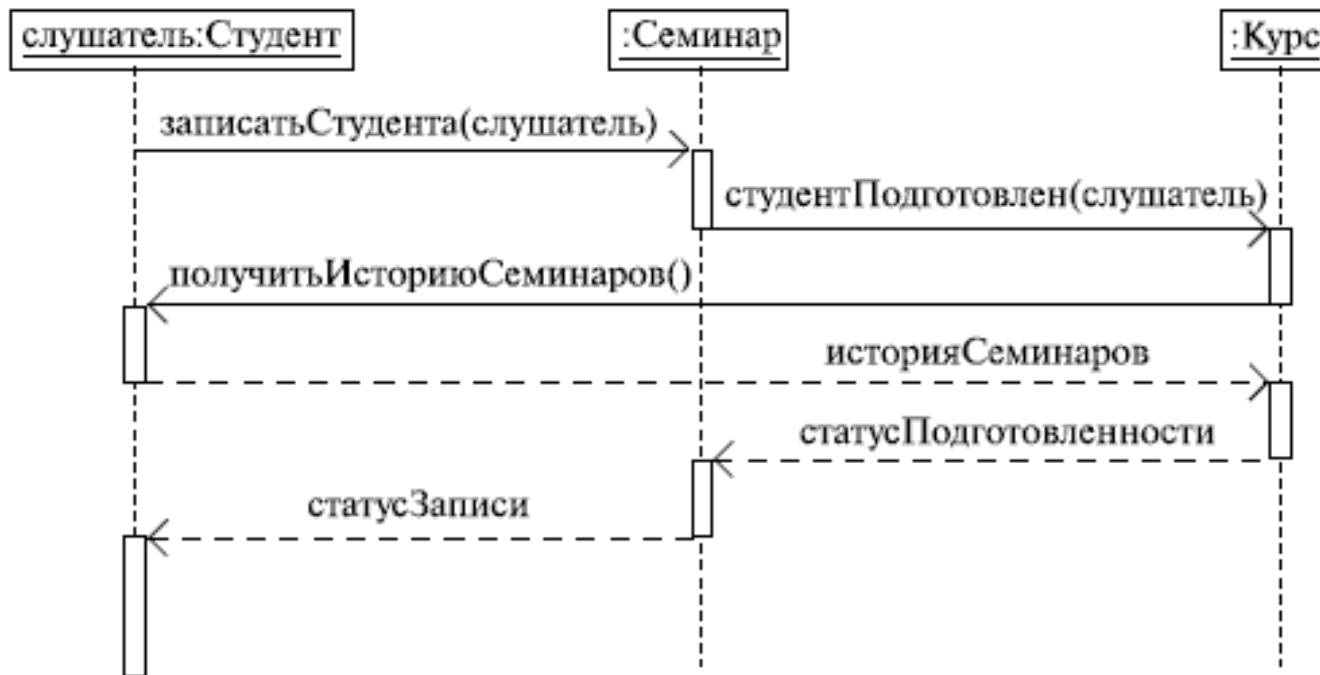 слушатель:Студент
:Семинар
:Курс
записатьСтудента(слушатель)
студентПодготовлен(слушатель)
получитьИсториюСеминаров()
историяСеминаров
статусПодготовленности
статусЗаписи